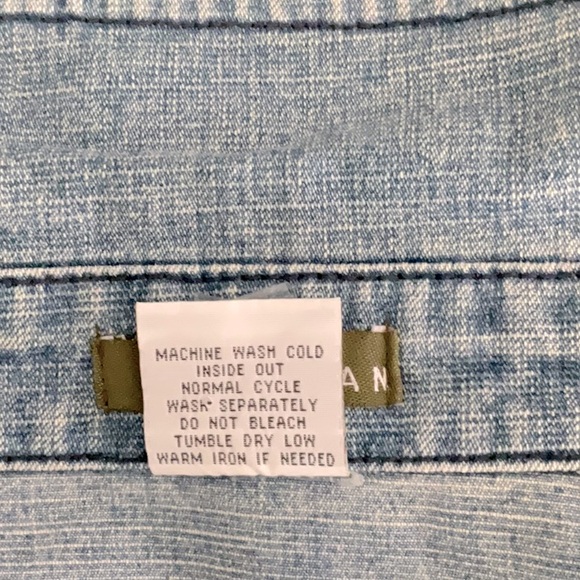 MACHINE WASH COLD
INSIDE OUT
NORMAL CYCLE
WASH SEPARATELY
DO NOT BLEACH
TUMBLE DRY LOW
WARM IRON IF NEEDED
AN